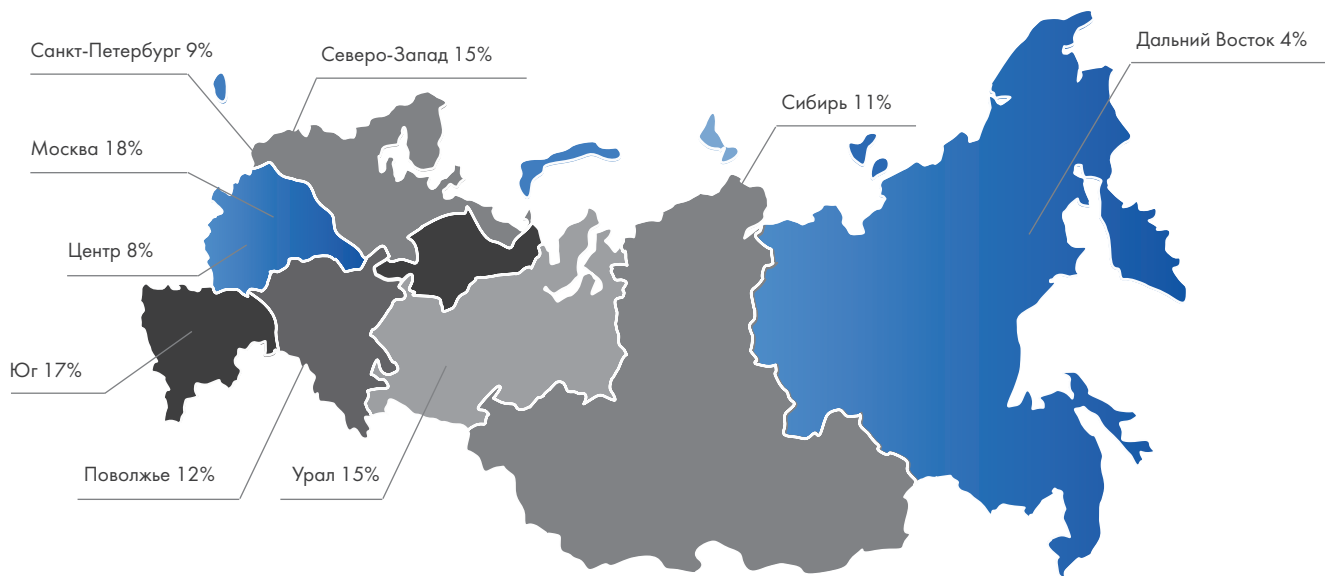 Санкт-Петербург 9%
Северо-Запад 15%
Дальний Восток 4%
Сибирь 11%
Москва 18%
Центр 8%
Юг 17%
Поволжье 12%
Урал 15%